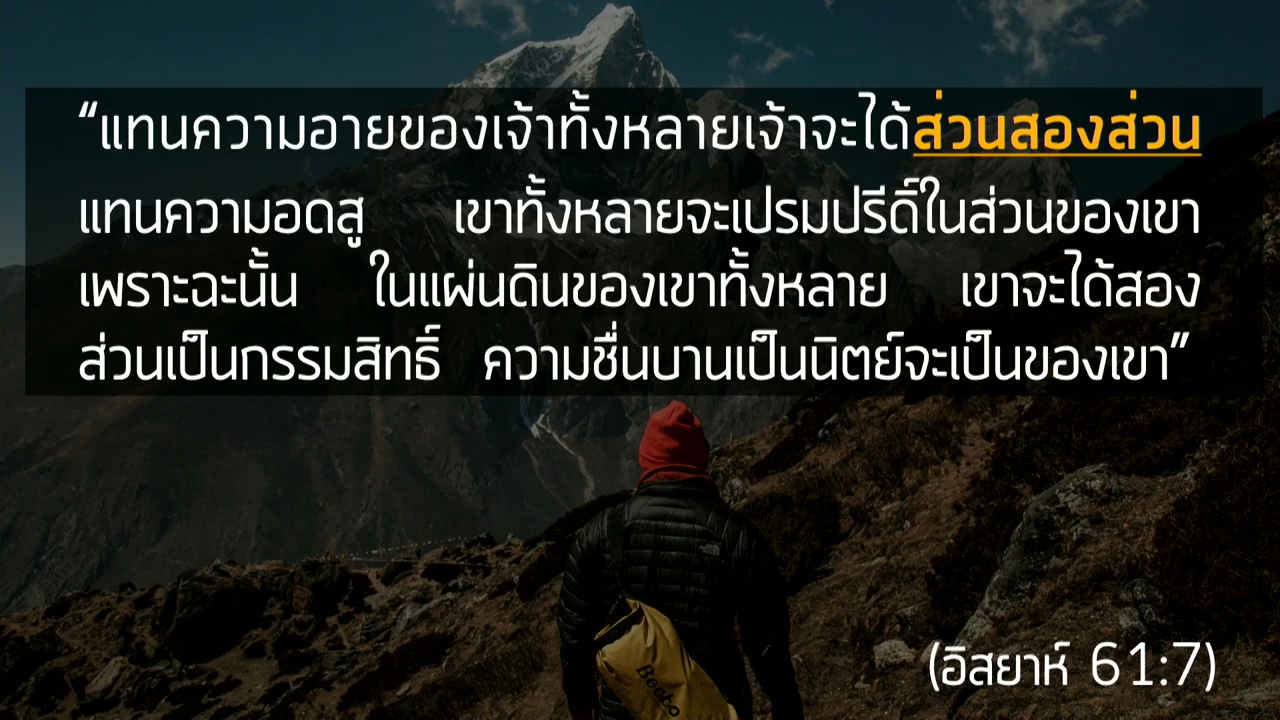 “แทนความอายของเจ้าทั้งหลายเจ้าจะได้ส่วนสองส่วน
แทนความอดสู เขาทั้งหลายจะเปรมปรีดิ์ในส่วนของเขา
เพราะฉะนั้น ในแผ่นดินของเขาทั้งหลาย เขาจะได้สอง
ส่วนเป็นกรรมสิทธิ์ ความชื่นบานเป็นนิตย์จะเป็นของเขา”
(อิสยาห์ 61:7)